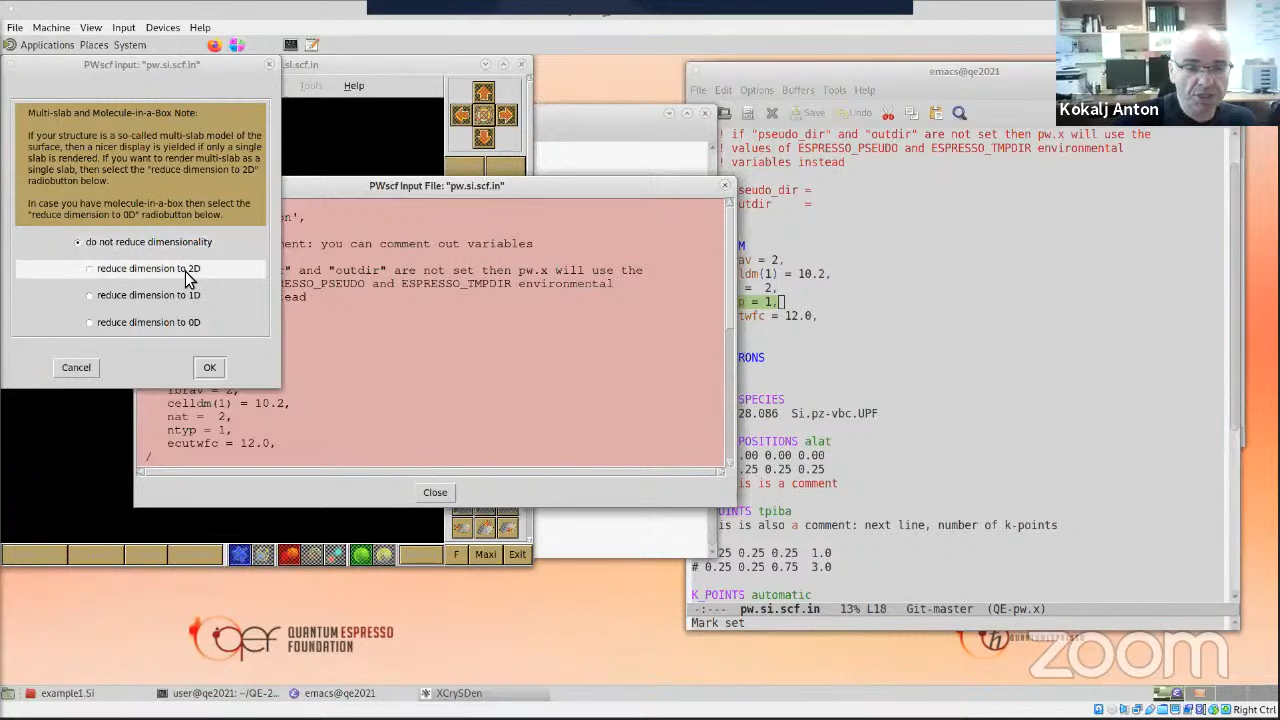 File Machine View Input Devices Help
Applications Places System
PWscf Input: "pw.si.scf.in"
Multi-slab and Molecule-in-a-Box Note:
If your structure is a so-called multi-slab model of the
surface, then a nicer display is yielded if only a single
slab is rendered. If you want to render multi-slab as a
single slab, then select the "reduce dimension to 2D"
radiobutton below.
In case you have molecule-in-a-box then select the
"reduce dimension to 0D" radiobutton below.
do not reduce dimensionality
reduce dimension to 2D
reduce dimension to 1D
reduce dimension to 0D
Cancel OK
si.scf.in"
Tools Help
PWscf Input File: "pw.si.scf.in"
on',
ment: you can comment out variables
" and "outdir" are not set then pw.x will use the
RESSO_PSEUDO and ESPRESSO_TMPDIR environmental
tead
ibrav = 2,
celldm(1) = 10.2,
nat = 2,
ntyp = 1,
ecutwfc = 12.0,
/
Close
F Maxi Exit
emacs@qe2021
File Edit Options Buffers Tools Help
Save Undo
! if "pseudo_dir" and "outdir" are not set then pw.x will use the
values of ESPRESSO_PSEUDO and ESPRESSO_TMPDIR environmental
variables instead
seudo_dir =
utdir =
M
av = 2,
ldm(1) = 10.2,
= 2,
p = 1,
twfc = 12.0,
RONS
SPECIES
28.086 Si.pz-vbc.UPF
POSITIONS alat
.00 0.00 0.00
.25 0.25 0.25
is is a comment
OINTS tpiba
is is also a comment: next line, number of k-points
25 0.25 0.25 1.0
# 0.25 0.25 0.75 3.0
K_POINTS automatic
-:--- pw.si.scf.in 13% L18 Git-master (QE-pw.x)
Mark set
Kokalj Anton
QUANTUM ESPRESSO
FOUNDATION
zoom
example1.Si
user@qe2021: ~/QE-2...
emacs@qe2021
XCrySDen
Right Ctrl